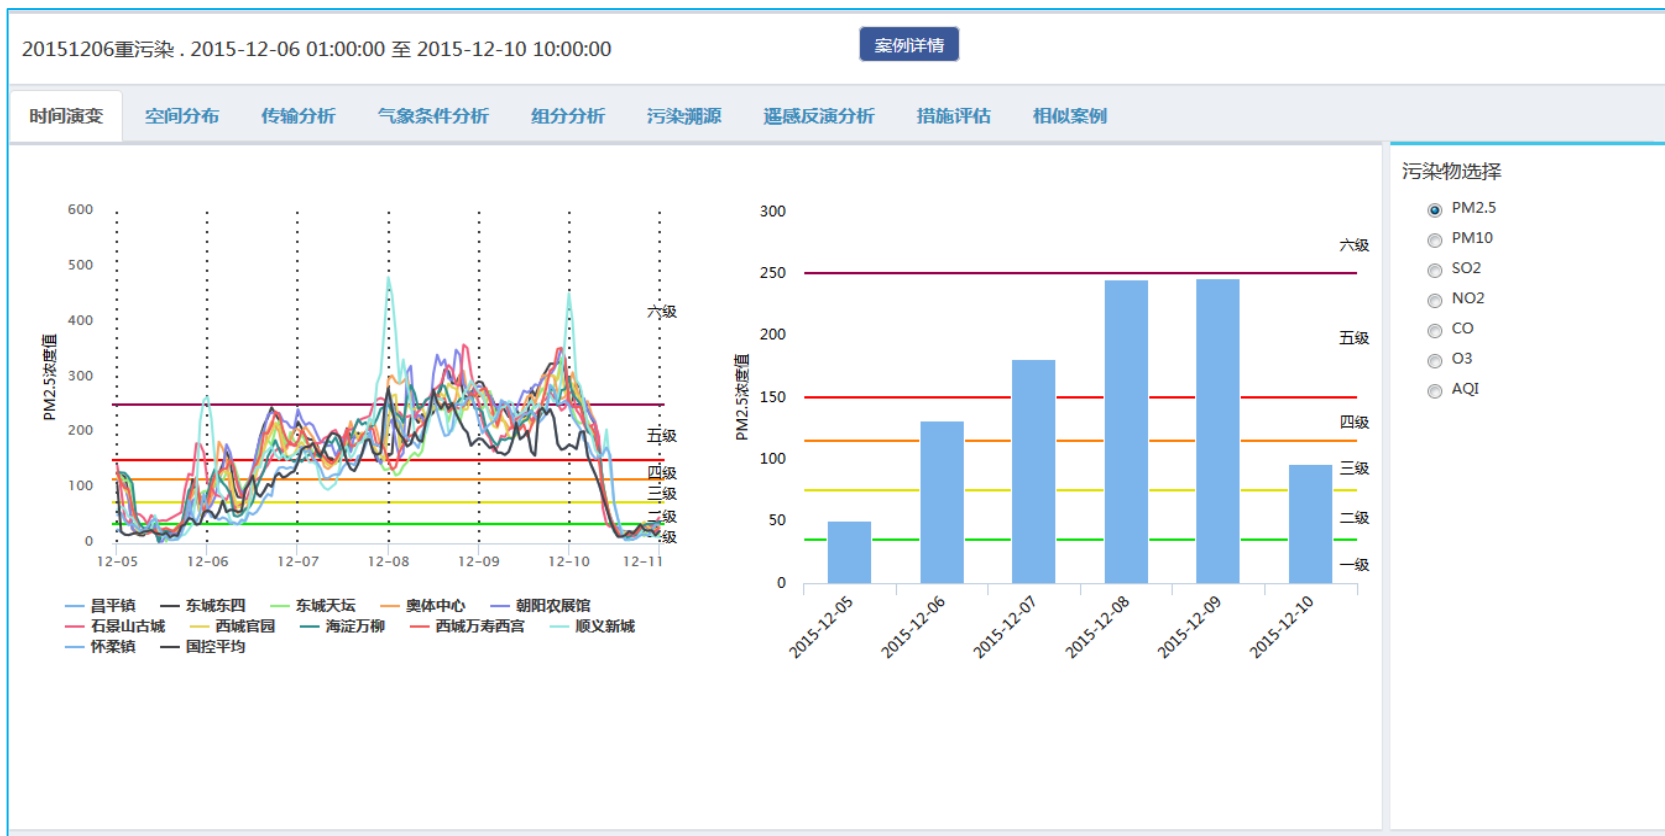 20151206重污染 . 2015-12-06 01:00:00 至 2015-12-10 10:00:00
案例详情
时间演变 空间分布 传输分析 气象条件分析 组分分析 污染溯源 遥感反演分析 措施评估 相似案例
PM2.5浓度值
600
500
400
300
200
100
0
六级
五级
四级
三级
二级
一级
12-05 12-06 12-07 12-08 12-09 12-10 12-11
昌平镇 东城东四 东城天坛 奥体中心 朝阳农展馆
石景山古城 西城官园 海淀万柳 西城万寿西宫 顺义新城
怀柔镇 国控平均
PM2.5浓度值
300
250
200
150
100
50
0
六级
五级
四级
三级
二级
一级
2015-12-05 2015-12-06 2015-12-07 2015-12-08 2015-12-09 2015-12-10
污染物选择
PM2.5
PM10
SO2
NO2
CO
O3
AQI